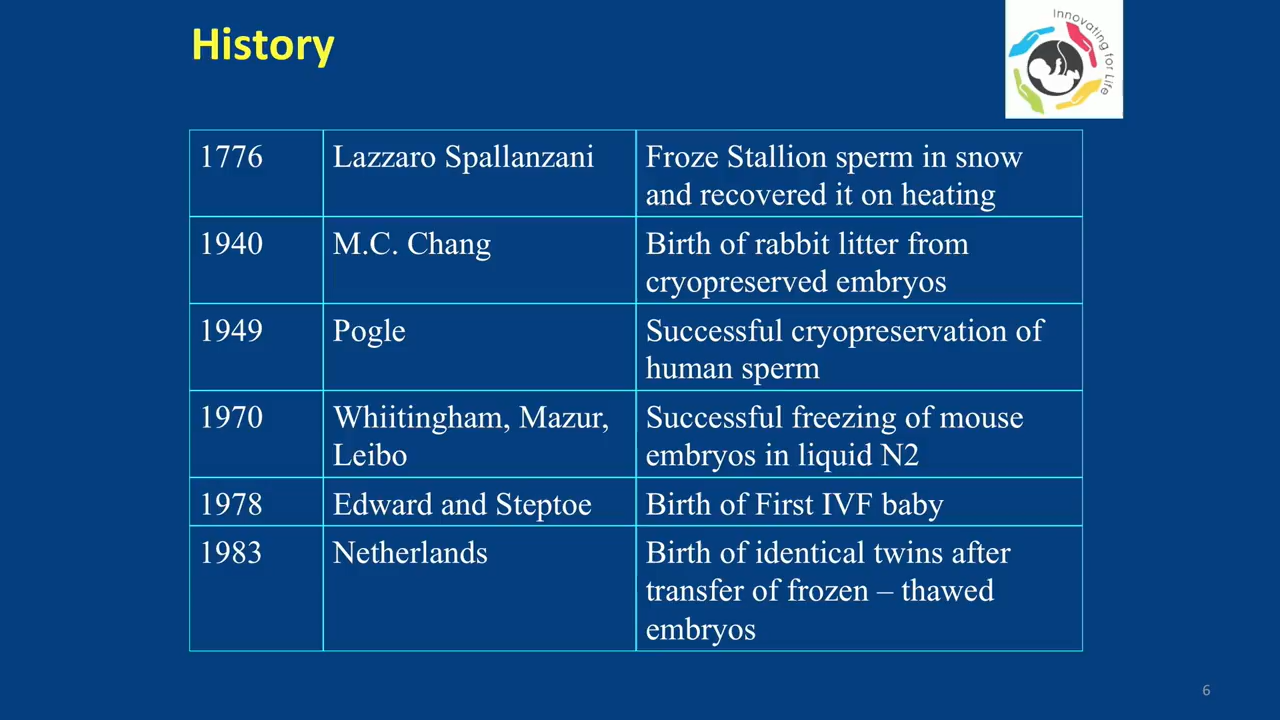 History
Innovating for Life
1776 Lazzaro Spallanzani Froze Stallion sperm in snow
and recovered it on heating
1940 M.C. Chang Birth of rabbit litter from
cryopreserved embryos
1949 Pogle Successful cryopreservation of
human sperm
1970 Whiitingham, Mazur, Successful freezing of mouse
Leibo embryos in liquid N2
1978 Edward and Steptoe Birth of First IVF baby
1983 Netherlands Birth of identical twins after
transfer of frozen – thawed
embryos
6